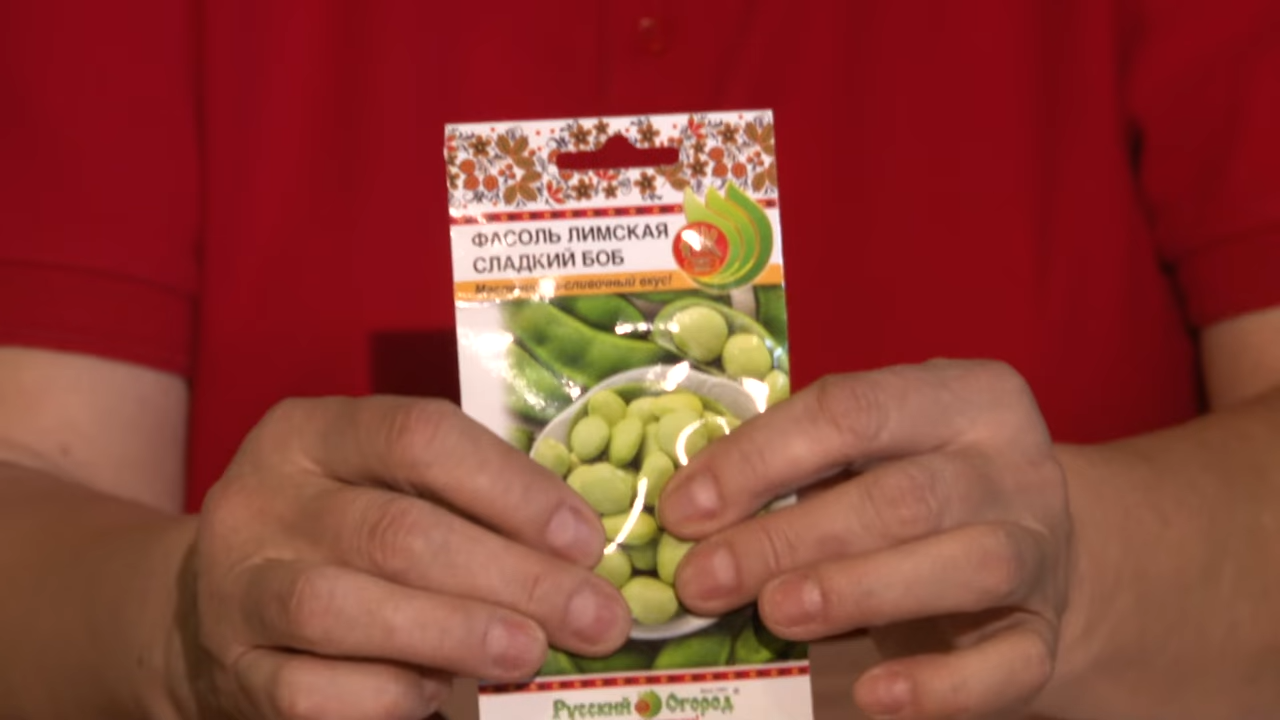 ФАСОЛЬ ЛИМСКАЯ
СЛАДКИЙ БОБ
-сливочный вкус!
Русский Огород